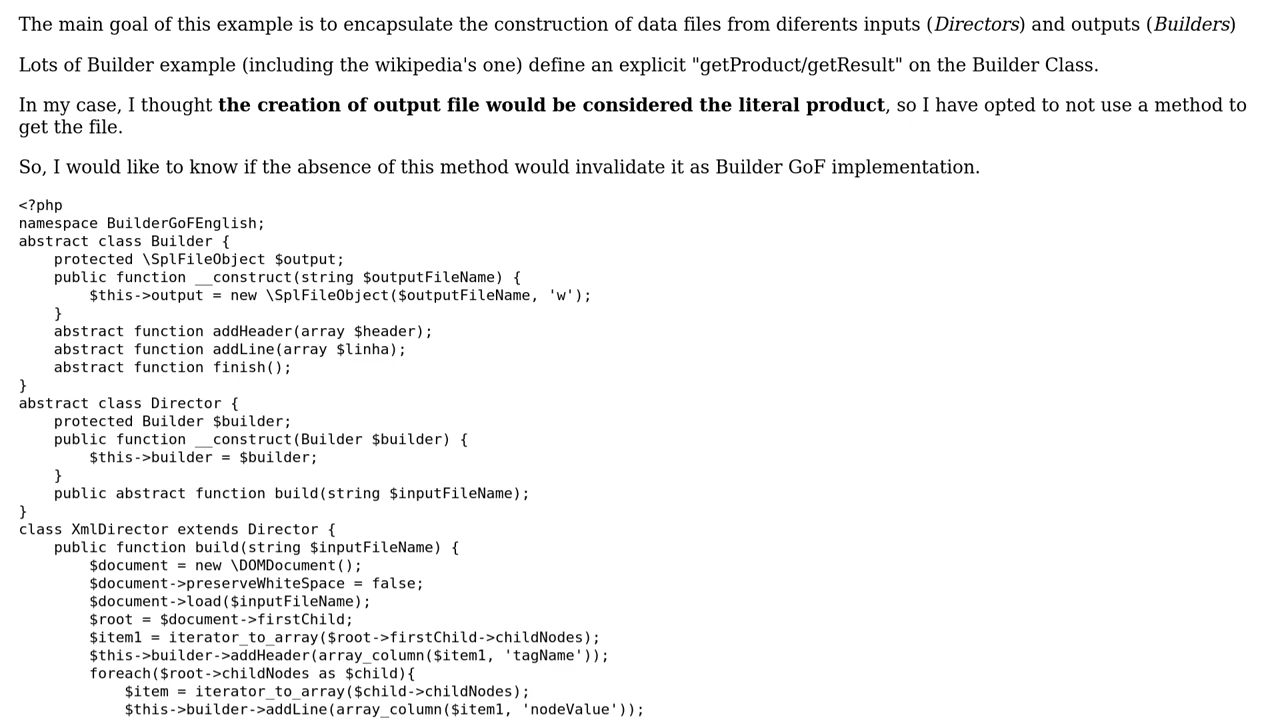 The main goal of this example is to encapsulate the construction of data files from diferents inputs (Directors) and outputs (Builders)
Lots of Builder example (including the wikipedia's one) define an explicit "getProduct/getResult" on the Builder Class.
In my case, I thought the creation of output file would be considered the literal product, so I have opted to not use a method to
get the file.
So, I would like to know if the absence of this method would invalidate it as Builder GoF implementation.
<?php
namespace BuilderGoFEnglish;
abstract class Builder {
    protected \SplFileObject $output;
    public function __construct(string $outputFileName) {
        $this->output = new \SplFileObject($outputFileName, 'w');
    }
    abstract function addHeader(array $header);
    abstract function addLine(array $linha);
    abstract function finish();
}
abstract class Director {
    protected Builder $builder;
    public function __construct(Builder $builder) {
        $this->builder = $builder;
    }
    public abstract function build(string $inputFileName);
}
class XmlDirector extends Director {
    public function build(string $inputFileName) {
        $document = new \DOMDocument();
        $document->preserveWhiteSpace = false;
        $document->load($inputFileName);
        $root = $document->firstChild;
        $item1 = iterator_to_array($root->firstChild->childNodes);
        $this->builder->addHeader(array_column($item1, 'tagName'));
        foreach($root->childNodes as $child){
            $item = iterator_to_array($child->childNodes);
            $this->builder->addLine(array_column($item1, 'nodeValue'));